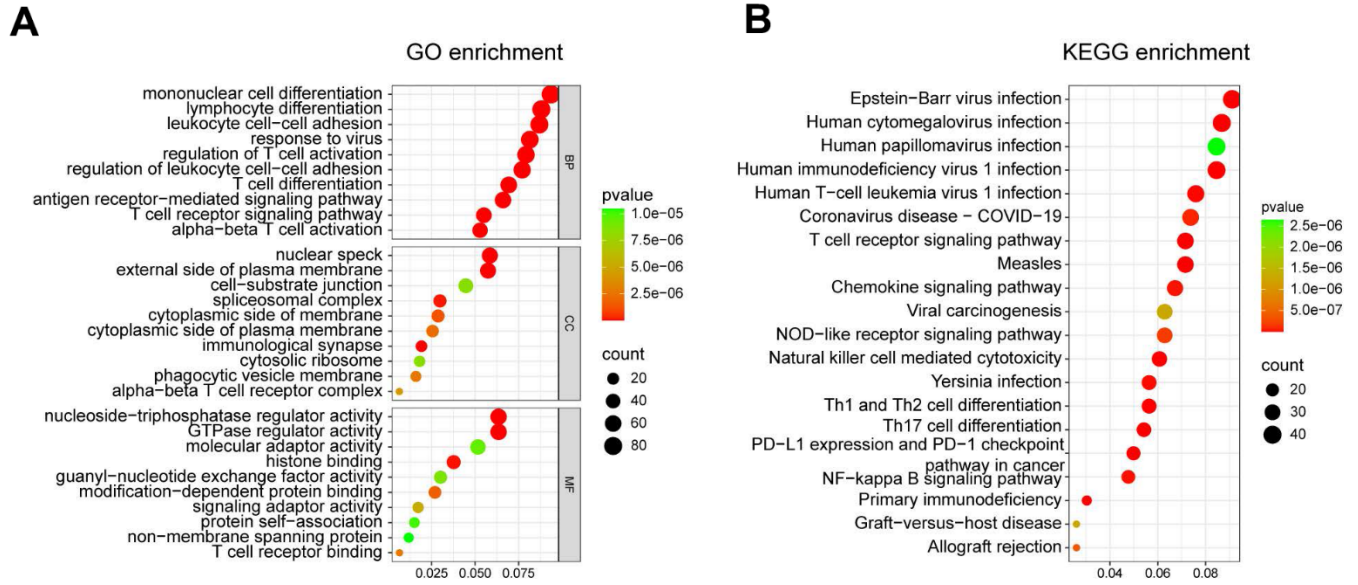 A
GO enrichment
mononuclear cell differentiation
lymphocyte differentiation
leukocyte cell−cell adhesion
response to virus
regulation of T cell activation
regulation of leukocyte cell−cell adhesion
T cell differentiation
antigen receptor−mediated signaling pathway
T cell receptor signaling pathway
alpha−beta T cell activation
BP
nuclear speck
external side of plasma membrane
cell−substrate junction
spliceosomal complex
cytoplasmic side of membrane
cytoplasmic side of plasma membrane
immunological synapse
cytosolic ribosome
phagocytic vesicle membrane
alpha−beta T cell receptor complex
CC
nucleoside−triphosphatase regulator activity
GTPase regulator activity
molecular adaptor activity
histone binding
guanyl−nucleotide exchange factor activity
modification−dependent protein binding
signaling adaptor activity
protein self−association
non−membrane spanning protein
T cell receptor binding
MF
0.025 0.050 0.075
pvalue
1.0e−05
7.5e−06
5.0e−06
2.5e−06
count
20
40
60
80
B
KEGG enrichment
Epstein−Barr virus infection
Human cytomegalovirus infection
Human papillomavirus infection
Human immunodeficiency virus 1 infection
Human T−cell leukemia virus 1 infection
Coronavirus disease − COVID−19
T cell receptor signaling pathway
Measles
Chemokine signaling pathway
Viral carcinogenesis
NOD−like receptor signaling pathway
Natural killer cell mediated cytotoxicity
Yersinia infection
Th1 and Th2 cell differentiation
Th17 cell differentiation
PD−L1 expression and PD−1 checkpoint
pathway in cancer
NF−kappa B signaling pathway
Primary immunodeficiency
Graft−versus−host disease
Allograft rejection
0.04 0.06 0.08
pvalue
2.5e−06
2.0e−06
1.5e−06
1.0e−06
5.0e−07
count
20
30
40